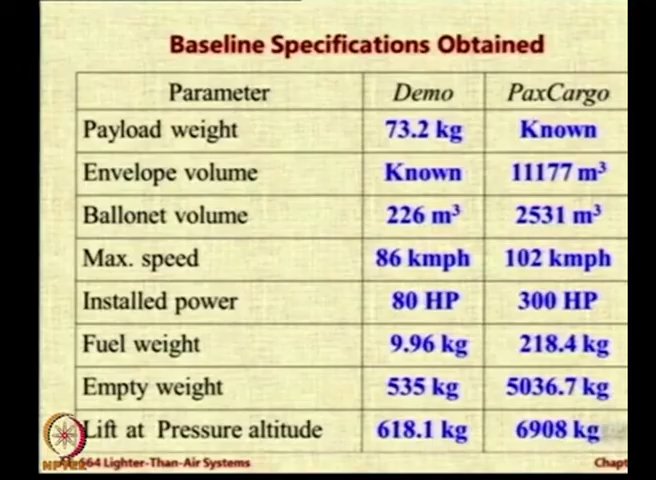 Baseline Specifications Obtained
Parameter Demo PaxCargo
Payload weight 73.2 kg Known
Envelope volume Known 11177 m³
Ballonet volume 226 m³ 2531 m³
Max. speed 86 kmph 102 kmph
Installed power 80 HP 300 HP
Fuel weight 9.96 kg 218.4 kg
Empty weight 535 kg 5036.7 kg
Lift at Pressure altitude 618.1 kg 6908 kg
NPTEL 664 Lighter-Than-Air Systems Chapt